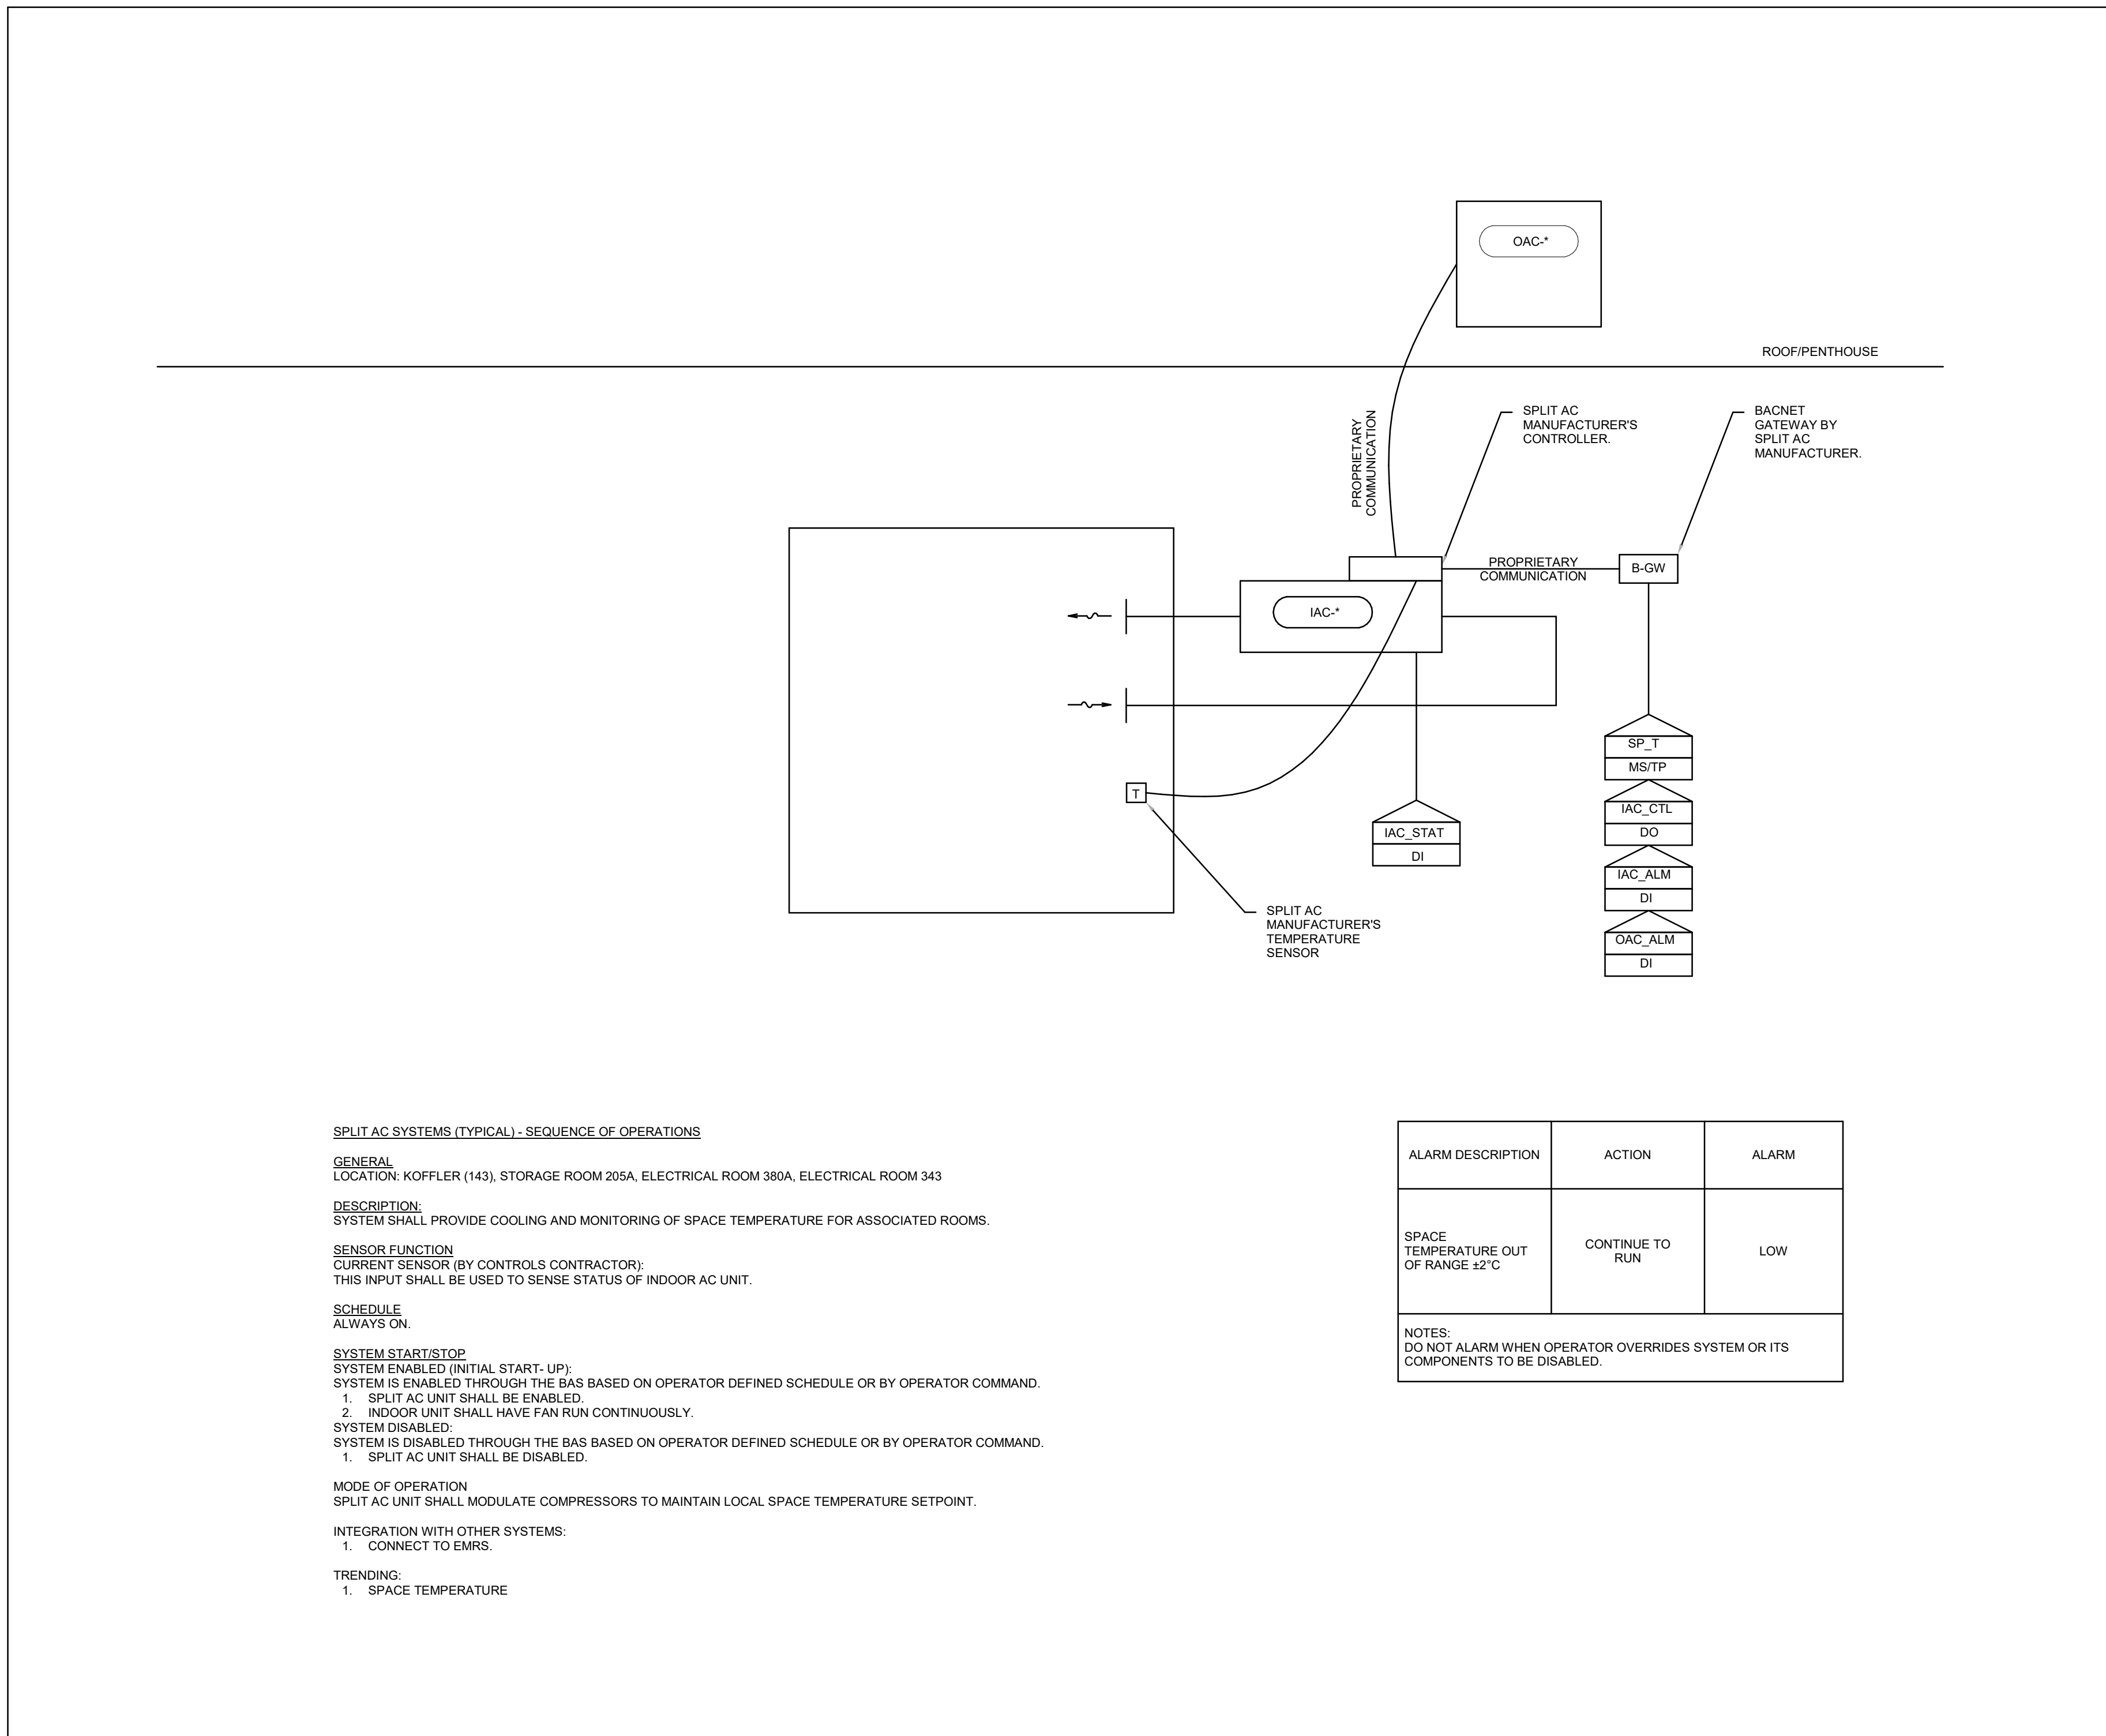 OAC-*
ROOF/PENTHOUSE
PROPRIETARY
COMMUNICATION
SPLIT AC
MANUFACTURER'S
CONTROLLER.
BACNET
GATEWAY BY
SPLIT AC
MANUFACTURER.
PROPRIETARY
COMMUNICATION
B-GW
IAC-*
T
SPLIT AC
MANUFACTURER'S
TEMPERATURE
SENSOR
IAC_STAT
DI
SP_T
MS/TP
IAC_CTL
DO
IAC_ALM
DI
OAC_ALM
DI
SPLIT AC SYSTEMS (TYPICAL) - SEQUENCE OF OPERATIONS
GENERAL
LOCATION: KOFFLER (143), STORAGE ROOM 205A, ELECTRICAL ROOM 380A, ELECTRICAL ROOM 343
DESCRIPTION:
SYSTEM SHALL PROVIDE COOLING AND MONITORING OF SPACE TEMPERATURE FOR ASSOCIATED ROOMS.
SENSOR FUNCTION
CURRENT SENSOR (BY CONTROLS CONTRACTOR):
THIS INPUT SHALL BE USED TO SENSE STATUS OF INDOOR AC UNIT.
SCHEDULE
ALWAYS ON.
SYSTEM START/STOP
SYSTEM ENABLED (INITIAL START- UP):
SYSTEM IS ENABLED THROUGH THE BAS BASED ON OPERATOR DEFINED SCHEDULE OR BY OPERATOR COMMAND.
1. SPLIT AC UNIT SHALL BE ENABLED.
2. INDOOR UNIT SHALL HAVE FAN RUN CONTINUOUSLY.
SYSTEM DISABLED:
SYSTEM IS DISABLED THROUGH THE BAS BASED ON OPERATOR DEFINED SCHEDULE OR BY OPERATOR COMMAND.
1. SPLIT AC UNIT SHALL BE DISABLED.
MODE OF OPERATION
SPLIT AC UNIT SHALL MODULATE COMPRESSORS TO MAINTAIN LOCAL SPACE TEMPERATURE SETPOINT.
INTEGRATION WITH OTHER SYSTEMS:
1. CONNECT TO EMRS.
TRENDING:
1. SPACE TEMPERATURE
ALARM DESCRIPTION
ACTION
ALARM
SPACE
TEMPERATURE OUT
OF RANGE ±2°C
CONTINUE TO
RUN
LOW
NOTES:
DO NOT ALARM WHEN OPERATOR OVERRIDES SYSTEM OR ITS
COMPONENTS TO BE DISABLED.